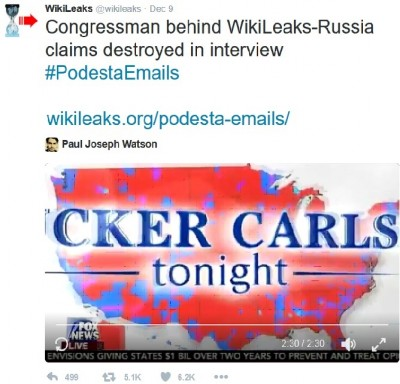 WikiLeaks @wikileaks · Dec 9
Congressman behind WikiLeaks-Russia
claims destroyed in interview
#PodestaEmails
wikileaks.org/podesta-emails/
Paul Joseph Watson
CKER CARLS
tonight
FOX
NEWS
LIVE
2:30 / 2:30
ENVISIONS GIVING STATES $1 BIL OVER TWO YEARS TO PREVENT AND TREAT OPI
499 5.1K 6.2K